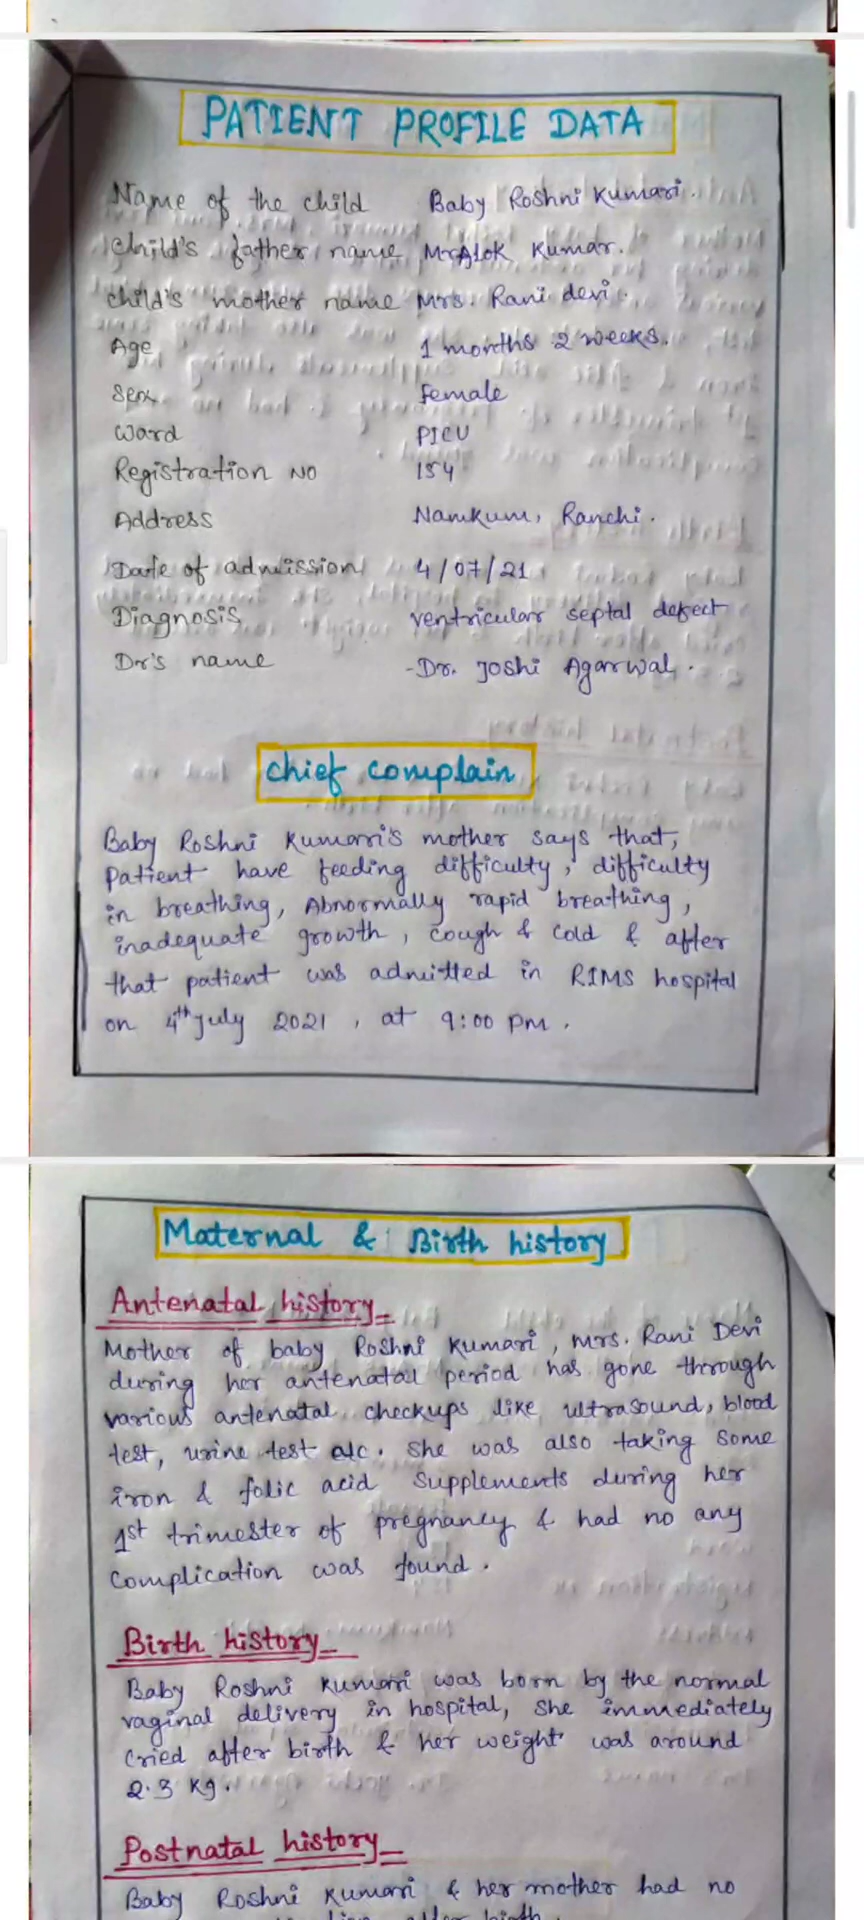 PATIENT PROFILE DATA
Name of the child Baby Roshni Kumari.
Child's father name Mr. Alok Kumar.
child's mother name Mrs. Rani devi.
Age 1 months 2 weeks.
Sex Female
Ward PICU
Registration NO 154
Address Namkum, Ranchi.
Date of admission 4/07/21
Diagnosis ventricular septal defect
Dr's name -Dr. Joshi Agarwal.
chief complain
Baby Roshni Kumari's mother says that,
patient have feeding difficulty, difficulty
in breathing, Abnormally rapid breathing,
inadequate growth, cough & cold & after
that patient was admitted in RIMS hospital
on 4th july 2021, at 9:00 pm.
Maternal & Birth history
Antenatal history_
Mother of baby Roshni Kumari, Mrs. Rani Devi
during her antenatal period has gone through
various antenatal checkups like ultrasound, blood
test, urine test etc. She was also taking some
iron & folic acid supplements during her
1st trimester of pregnancy & had no any
complication was found.
Birth history_
Baby Roshni Kumari was born by the normal
vaginal delivery in hospital, she immediately
cried after birth & her weight was around
2.3 kg.
Postnatal history_
Baby Roshni Kumari & her mother had no
after birth.